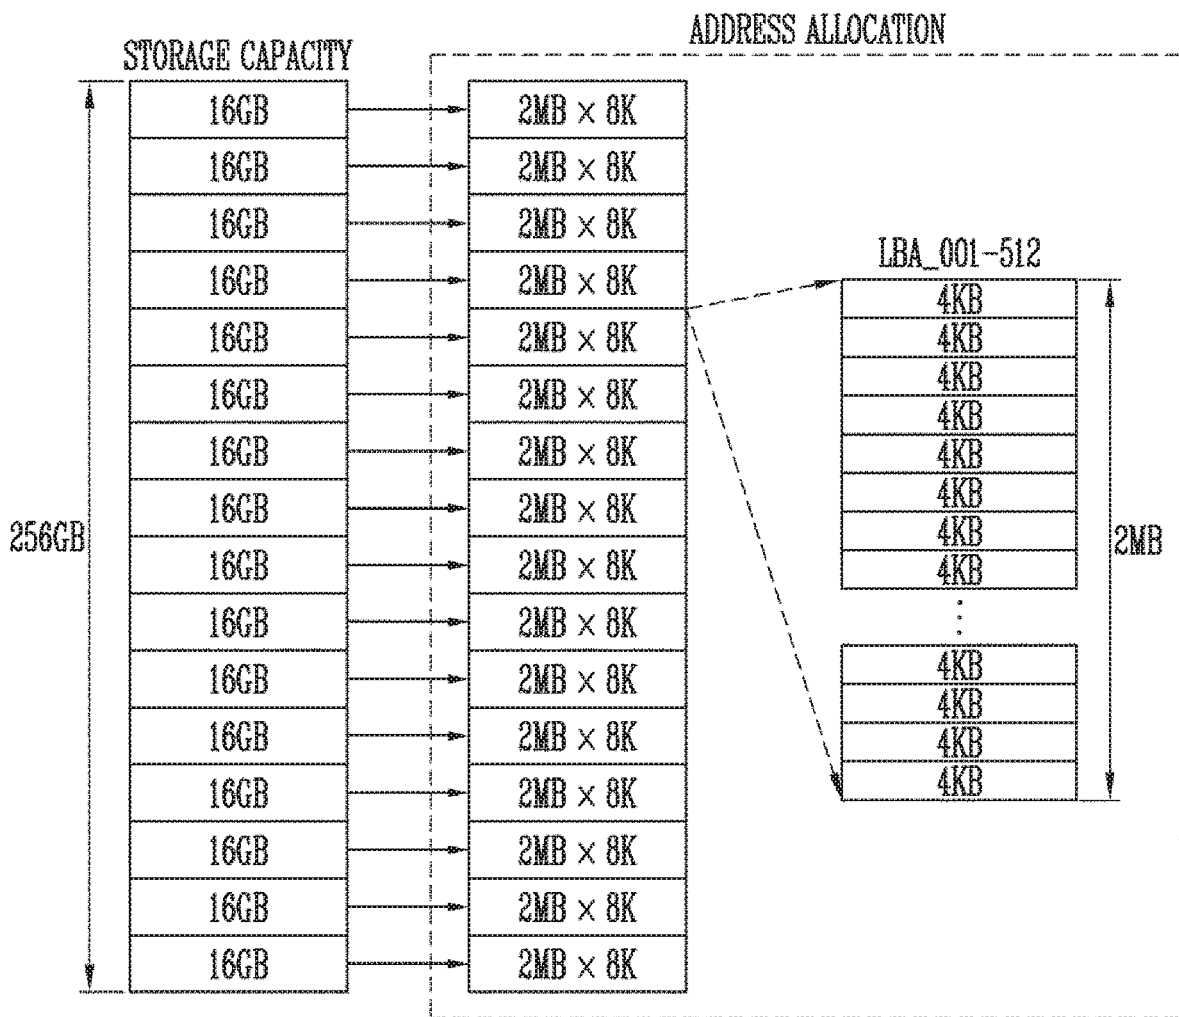 ADDRESS ALLOCATION
STORAGE CAPACITY
16GB 2MB × 8K
16GB 2MB × 8K
16GB 2MB × 8K
LBA_001-512
16GB 2MB × 8K
4KB
16GB 2MB × 8K
4KB
4KB
16GB 2MB × 8K
4KB
16GB 2MB × 8K
4KB
4KB
16GB 2MB × 8K
4KB
256GB
2MB
16GB 2MB × 8K
4KB
16GB 2MB × 8K
16GB 2MB × 8K
4KB
4KB
16GB 2MB × 8K
4KB
16GB 2MB × 8K
4KB
16GB 2MB × 8K
16GB 2MB × 8K
16GB 2MB × 8K